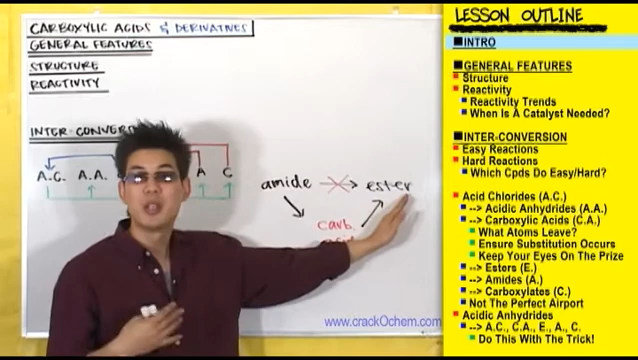 CARBOXYLIC ACIDS & DERIVATIVES
GENERAL FEATURES
STRUCTURE
REACTIVITY
A.C. A.A. A C
amide → ester
carb.
www.crackOchem.com
LESSON OUTLINE
INTRO
GENERAL FEATURES
Structure
Reactivity
Reactivity Trends
When Is A Catalyst Needed?
INTER-CONVERSION
Easy Reactions
Hard Reactions
Which Cpds Do Easy/Hard?
Acid Chlorides (A.C.)
--> Acidic Anhydrides (A.A.)
--> Carboxylic Acids (C.A.)
What Atoms Leave?
Ensure Substitution Occurs
Keep Your Eyes On The Prize
--> Esters (E.)
--> Amides (A.)
--> Carboxylates (C.)
Not The Perfect Airport
Acidic Anhydrides
--> A.C., C.A., E., A., C.
Do This With The Trick!